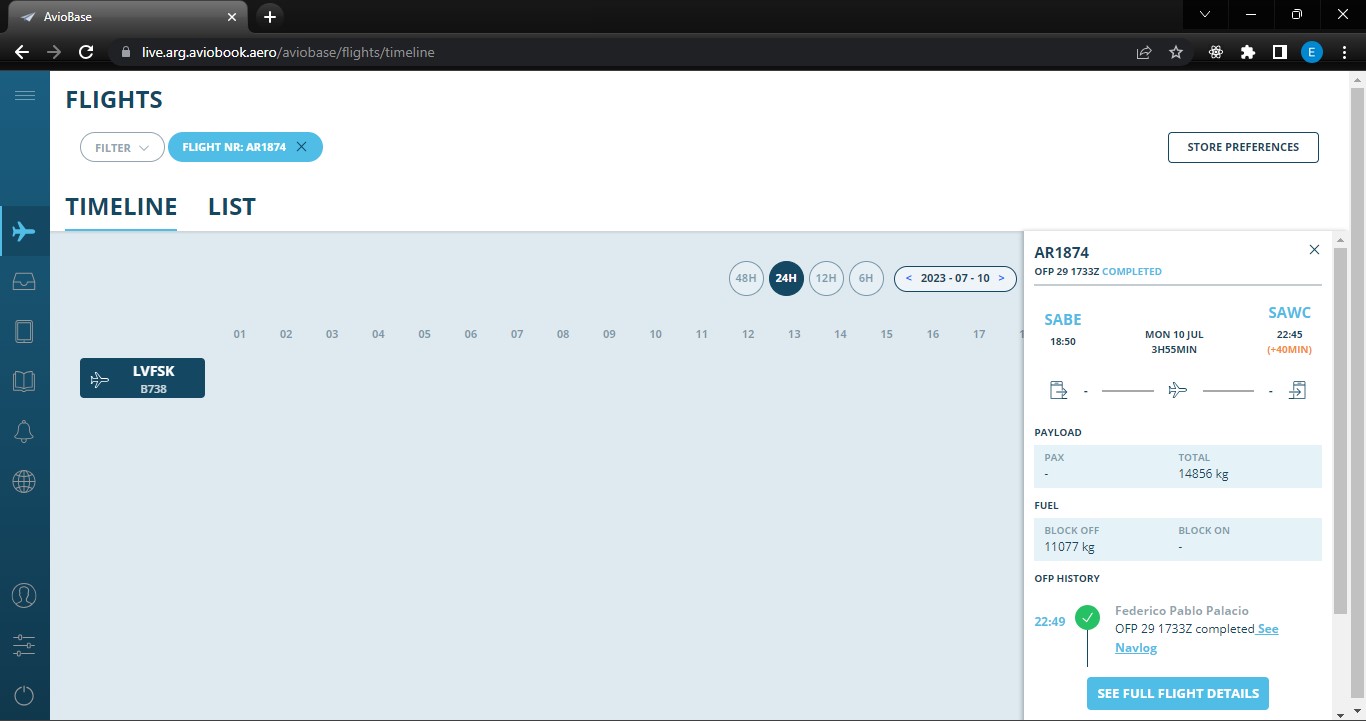 AvioBase
live.arg.aviobook.aero/aviobase/flights/timeline
E
FLIGHTS
FILTER
FLIGHT NR: AR1874
STORE PREFERENCES
TIMELINE LIST
48H 24H 12H 6H < 2023 - 07 - 10 >
01 02 03 04 05 06 07 08 09 10 11 12 13 14 15 16 17
LVFSK
B738
AR1874
OFP 29 1733Z COMPLETED
SABE SAWC
18:50 MON 10 JUL 22:45
3H55MIN (+40MIN)
- -
PAYLOAD
PAX TOTAL
- 14856 kg
FUEL
BLOCK OFF BLOCK ON
11077 kg -
OFP HISTORY
22:49
Federico Pablo Palacio
OFP 29 1733Z completed See
Navlog
SEE FULL FLIGHT DETAILS